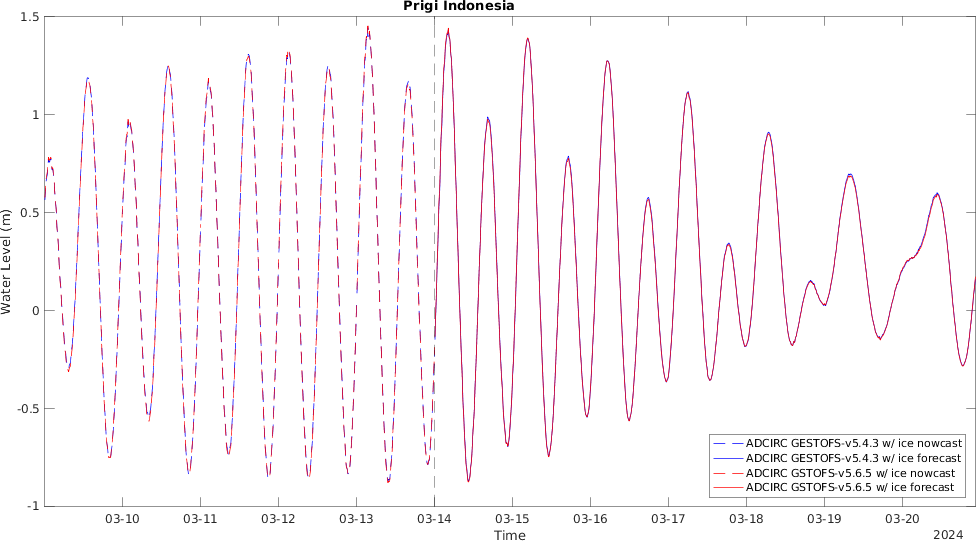 Prigi Indonesia
1.5
1
0.5
0
-0.5
-1
Water Level (m)
03-10 03-11 03-12 03-13 03-14 03-15 03-16 03-17 03-18 03-19 03-20
Time
2024
ADCIRC GESTOFS-v5.4.3 w/ ice nowcast
ADCIRC GESTOFS-v5.4.3 w/ ice forecast
ADCIRC GSTOFS-v5.6.5 w/ ice nowcast
ADCIRC GSTOFS-v5.6.5 w/ ice forecast